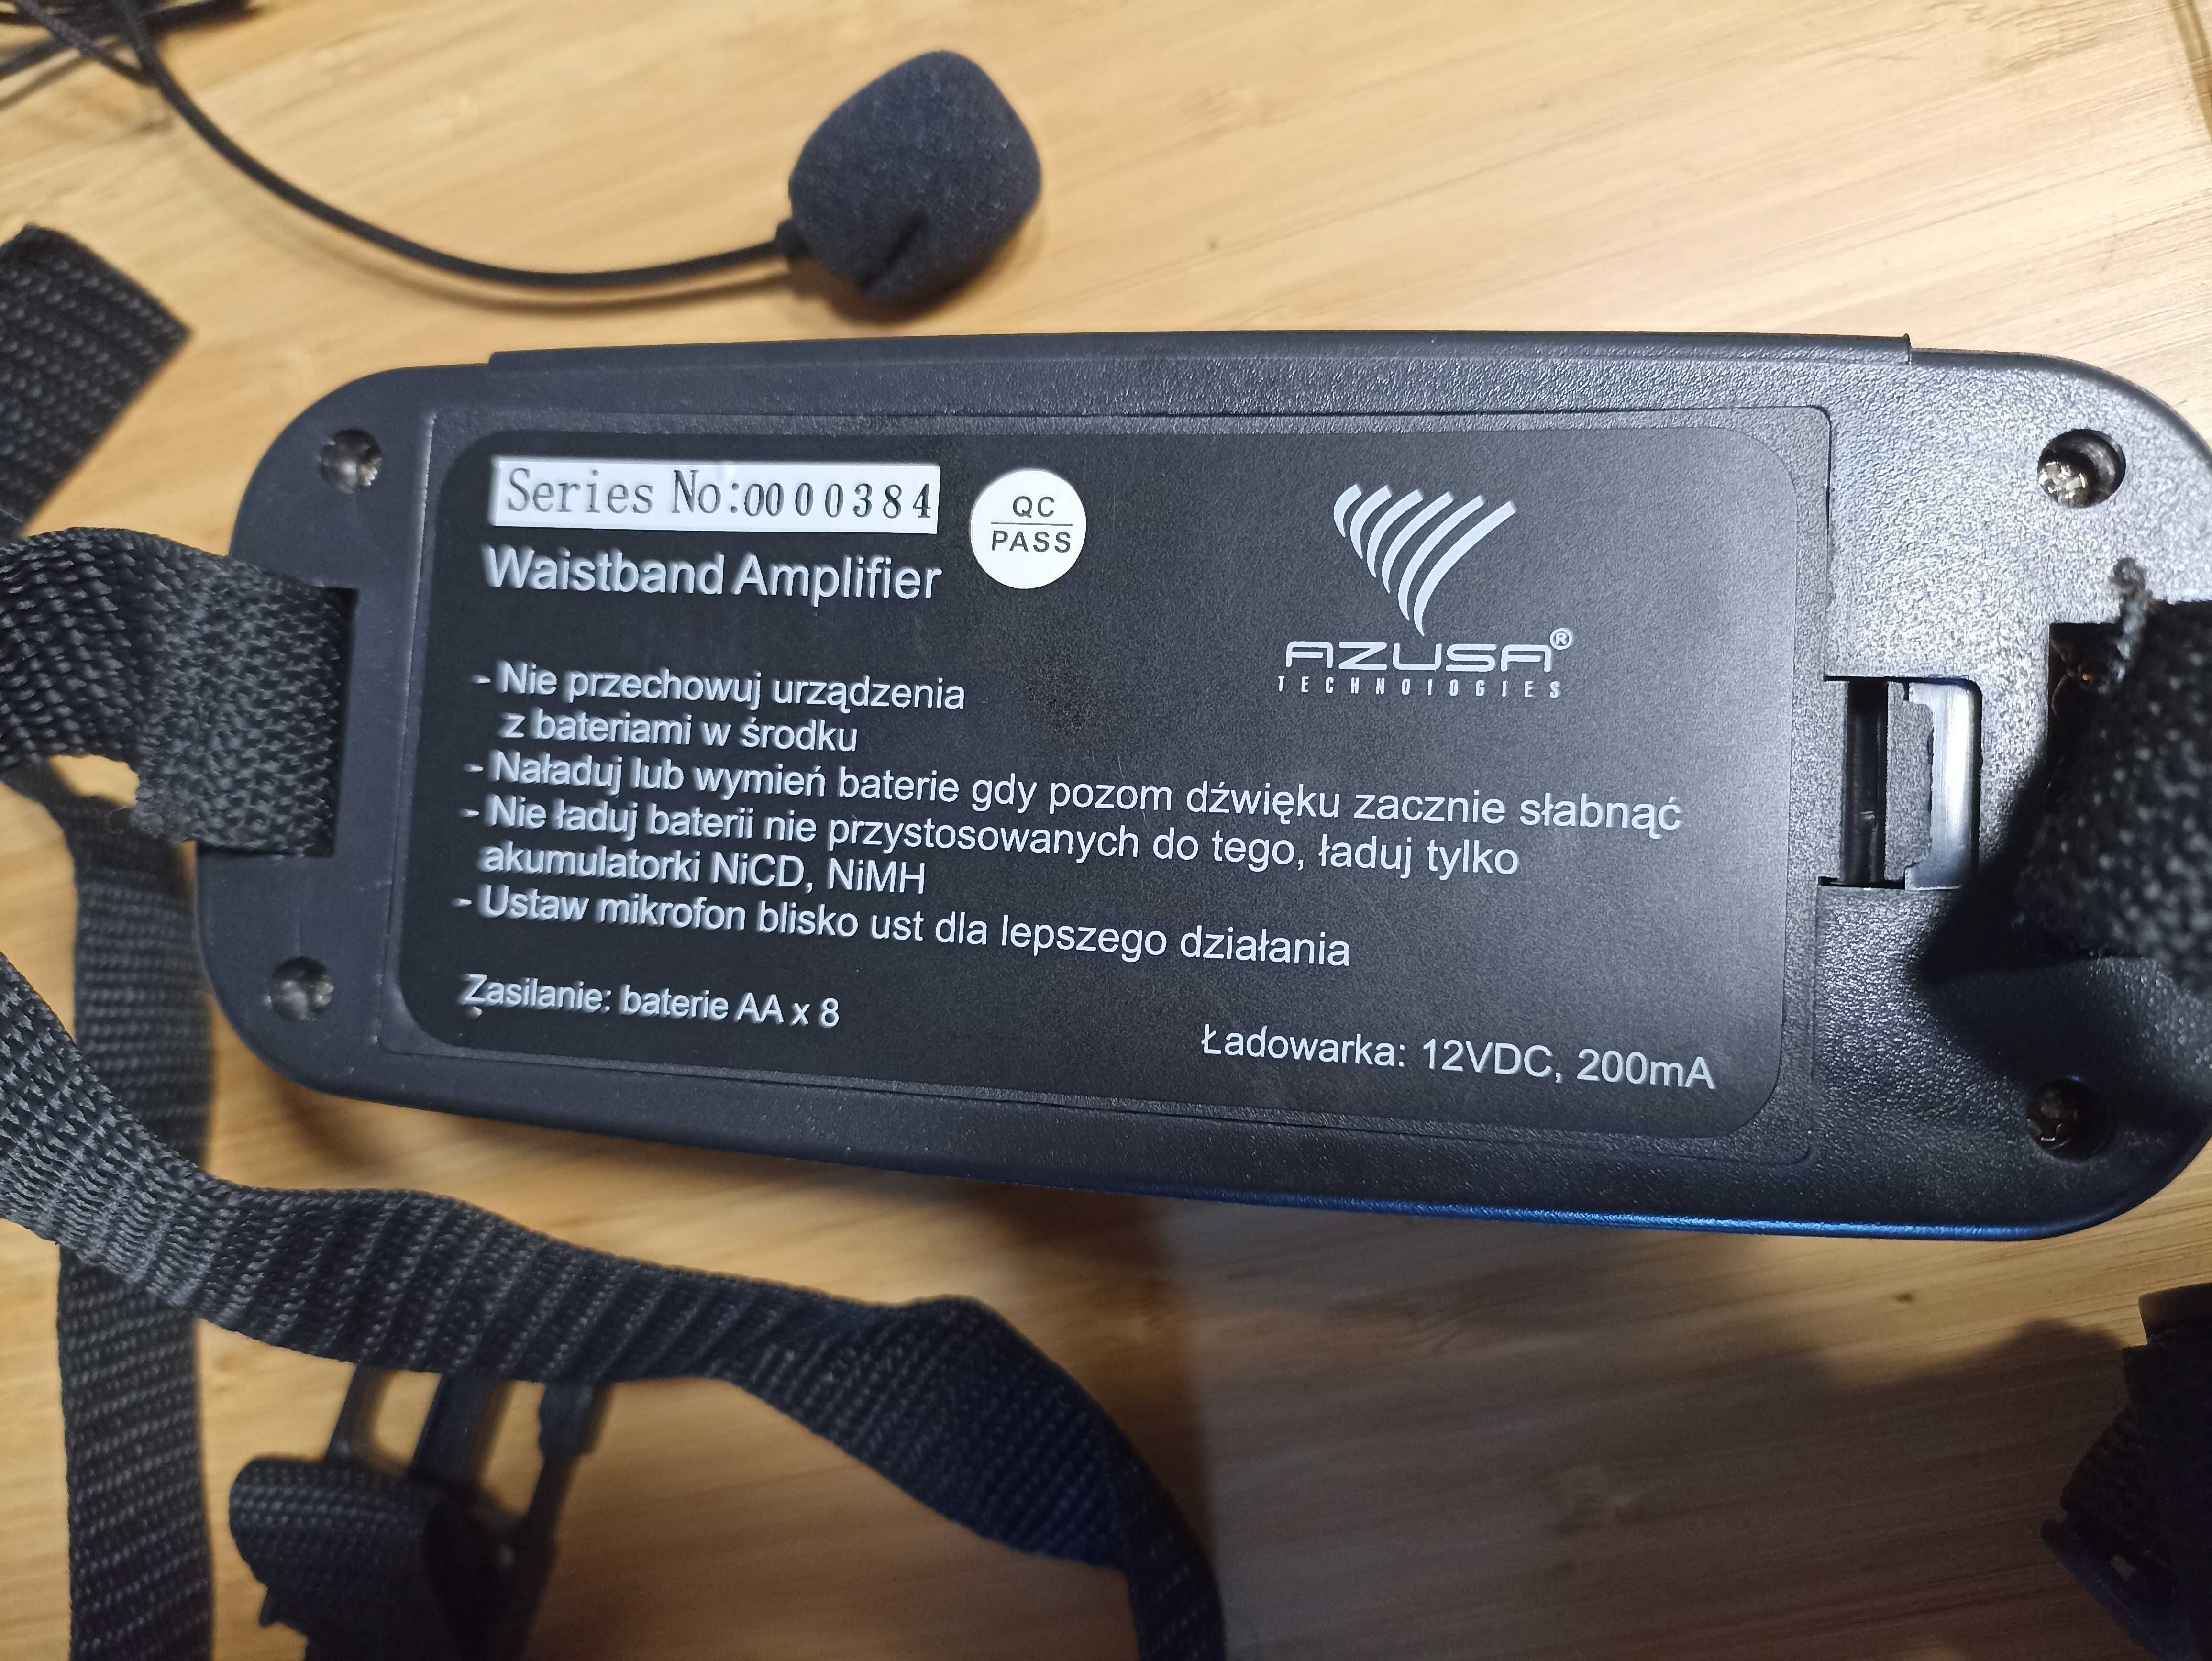 Series No:0000384
QC
PASS
Waistband Amplifier
AZUSA®
TECHNOlOGIES
- Nie przechowuj urządzenia
z bateriami w środku
- Naładuj lub wymień baterie gdy pozom dźwięku zacznie słabnąć
- Nie ładuj baterii nie przystosowanych do tego, ładuj tylko
akumulatorki NiCD, NiMH
- Ustaw mikrofon blisko ust dla lepszego działania
Zasilanie: baterie AA x 8
Ładowarka: 12VDC, 200mA